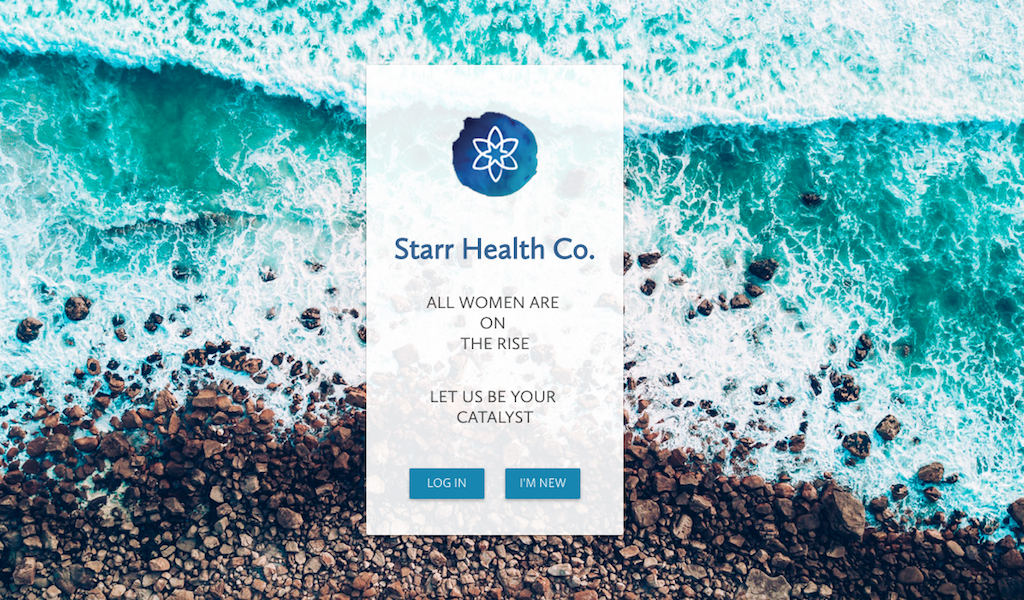 Starr Health Co.
ALL WOMEN ARE
ON
THE RISE
LET US BE YOUR
CATALYST
LOG IN
I'M NEW